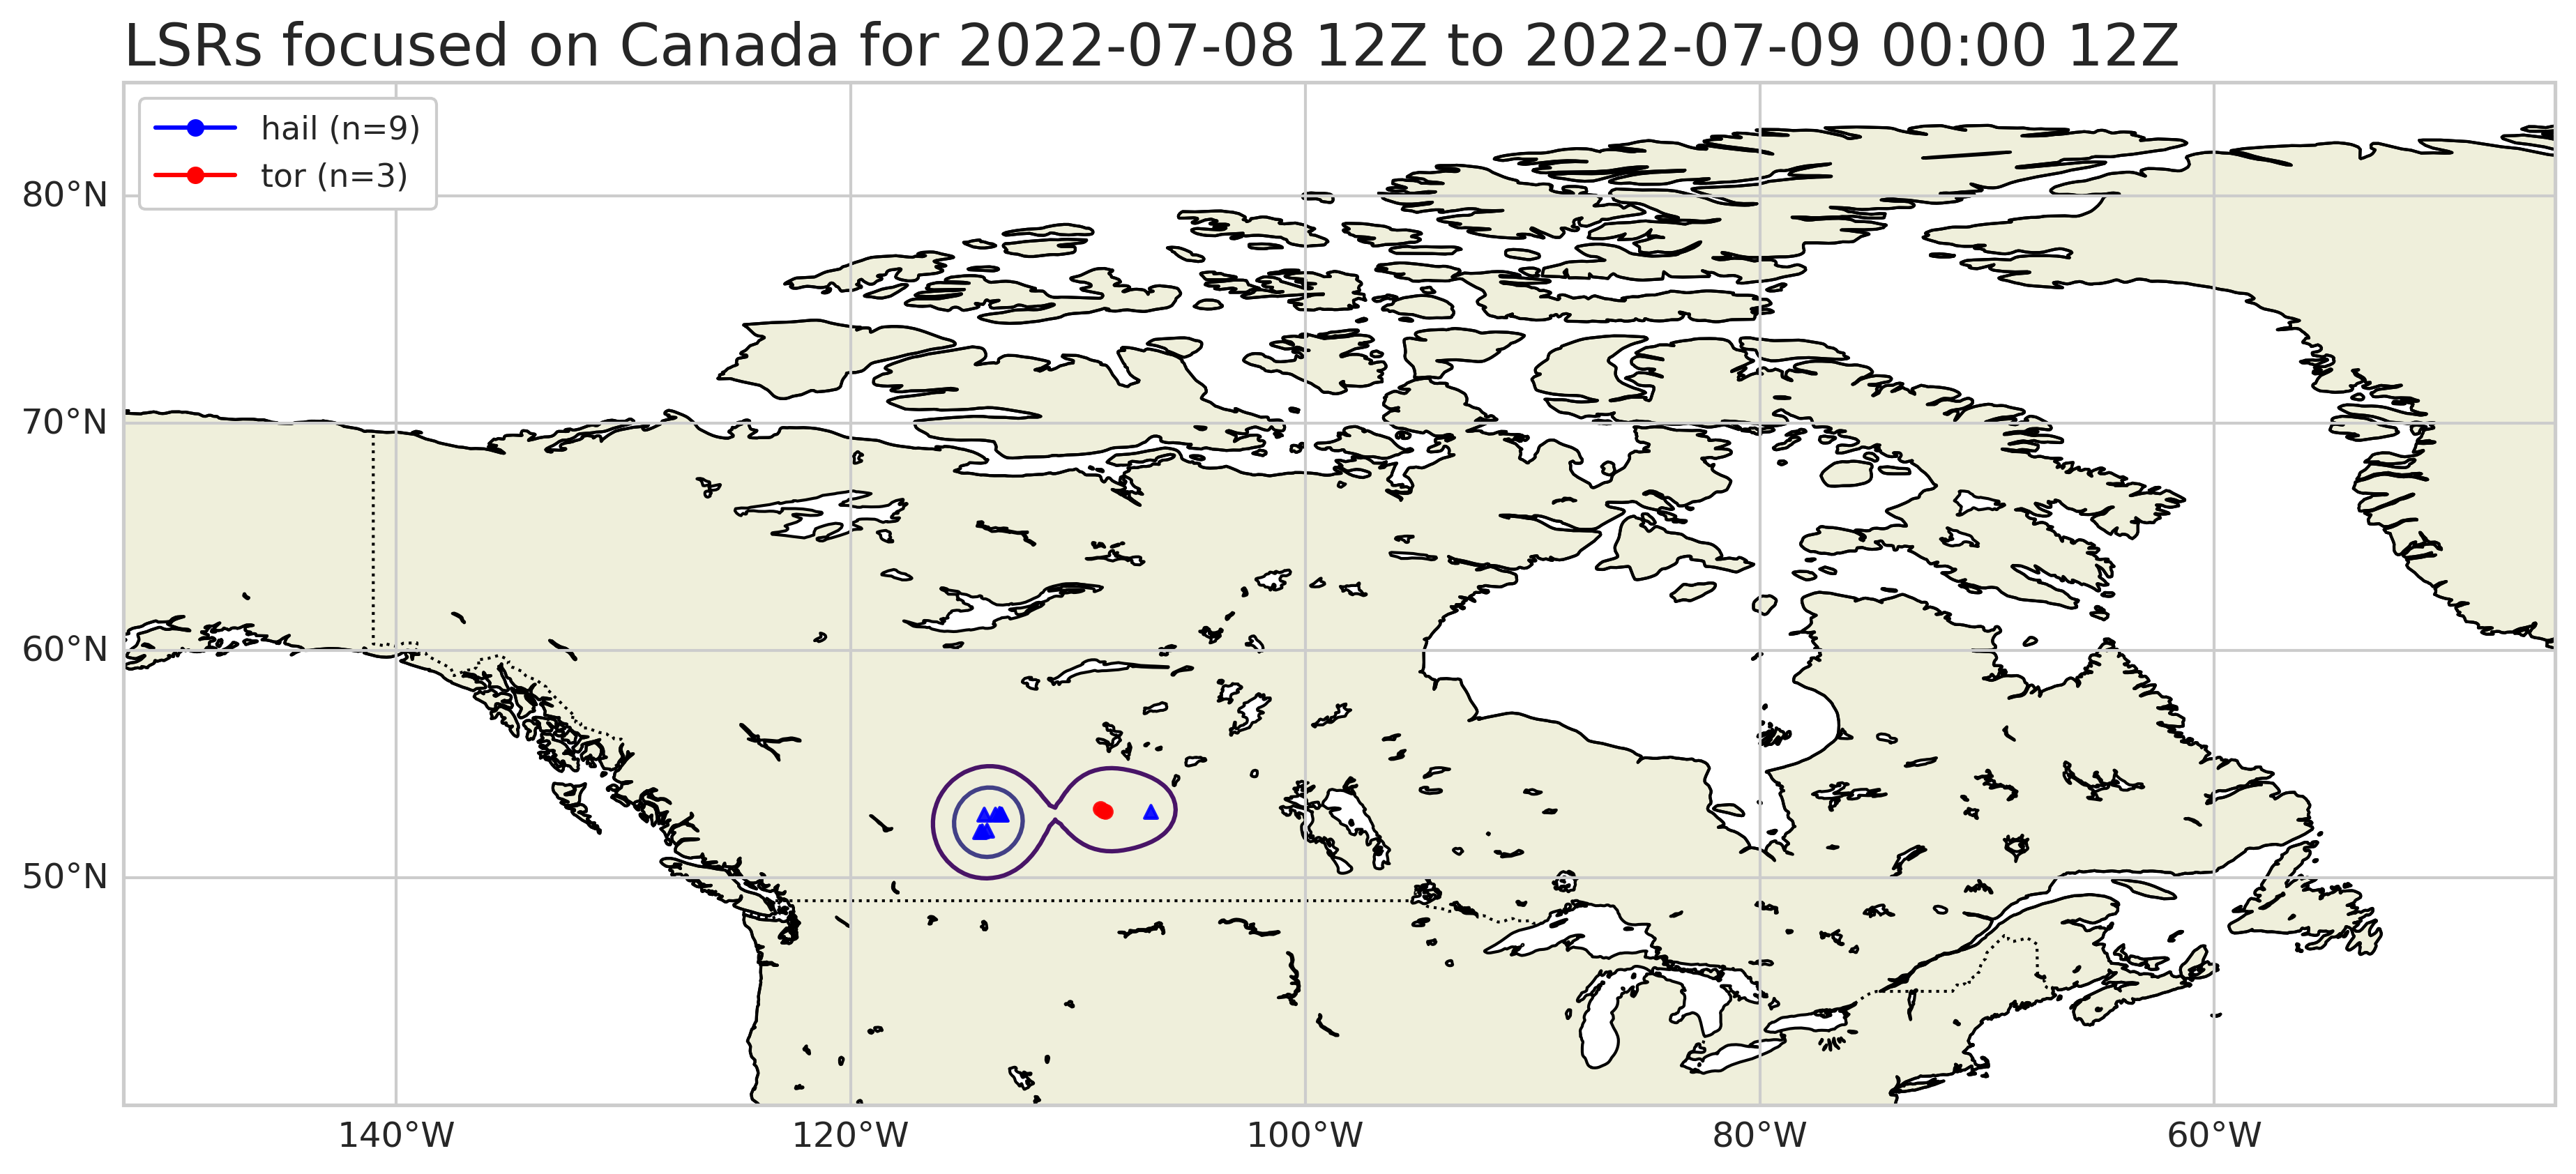 LSRs focused on Canada for 2022-07-08 12Z to 2022-07-09 00:00 12Z
hail (n=9)
tor (n=3)
80°N
70°N
60°N
50°N
140°W
120°W
100°W
80°W
60°W